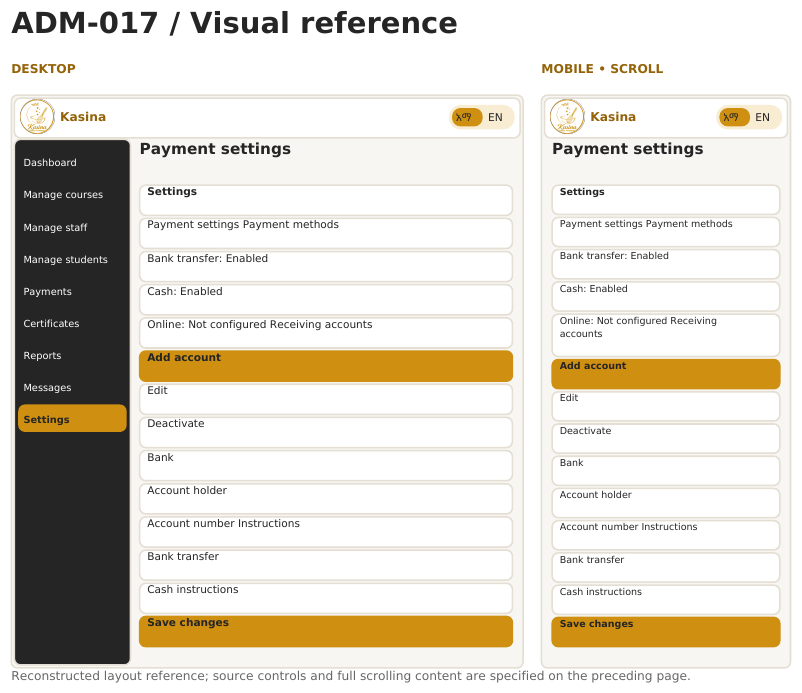 ADM-017 / Visual reference
DESKTOP
Kasina
Kasina
አማ
EN
Dashboard
Manage courses
Manage staff
Manage students
Payments
Certificates
Reports
Messages
Settings
Payment settings
Settings
Payment settings Payment methods
Bank transfer: Enabled
Cash: Enabled
Online: Not configured Receiving accounts
Add account
Edit
Deactivate
Bank
Account holder
Account number Instructions
Bank transfer
Cash instructions
Save changes
MOBILE • SCROLL
Kasina
Kasina
አማ
EN
Payment settings
Settings
Payment settings Payment methods
Bank transfer: Enabled
Cash: Enabled
Online: Not configured Receiving
accounts
Add account
Edit
Deactivate
Bank
Account holder
Account number Instructions
Bank transfer
Cash instructions
Save changes
Reconstructed layout reference; source controls and full scrolling content are specified on the preceding page.